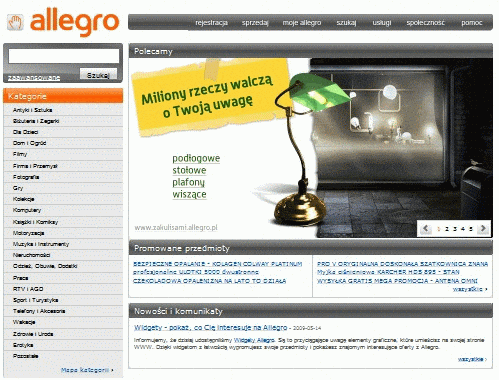 allegro
rejestracja sprzedaj moje allegro szukaj usługi społeczność pomoc
zaawansowane
Szukaj
Kategorie
Antyki i Sztuka
Biżuteria i Zegarki
Dla Dzieci
Dom i Ogród
Filmy
Firma i Przemysł
Fotografia
Gry
Kolekcje
Komputery
Książki i Komiksy
Motoryzacja
Muzyka i Instrumenty
Nieruchomości
Odzież, Obuwie, Dodatki
Praca
RTV i AGD
Sport i Turystyka
Telefony i Akcesoria
Wakacje
Zdrowie i Uroda
Erotyka
Pozostałe
Mapa kategorii
Polecamy
Miliony rzeczy walczą
o Twoją uwagę
podłogowe
stołowe
plafony
wiszące
www.zakulisami.allegro.pl
1 2 3 4 5
Promowane przedmioty
BEZPIECZNE OPALANIE - KOLAGEN COLWAY PLATINUM
profesjonalne ULOTKI 5000 dwustronne
CZEKOLADOWA OPALENIZNA NA LATO TO DZIAŁA
PRO V ORYGINALNA DOSKONAŁA SZATKOWNICA ZNANA
Myjka ciśnieniowa KARCHER HDS 895 - STAN
WYSYŁKA GRATIS MEGA PROMOCJA - ANTENA OMNI
wszystkie
Nowości i komunikaty
Widgety - pokaż, co Cię interesuje na Allegro - 2009-05-14
Informujemy, że dzisiaj udostępniliśmy Widgety Allegro. Są to przyciągające uwagę elementy graficzne, które umieścisz na swojej stronie
WWW. Dzięki widgetom z łatwością wypromujesz swoje przedmioty i pokażesz znajomym interesujące oferty z Allegro.
wszystkie